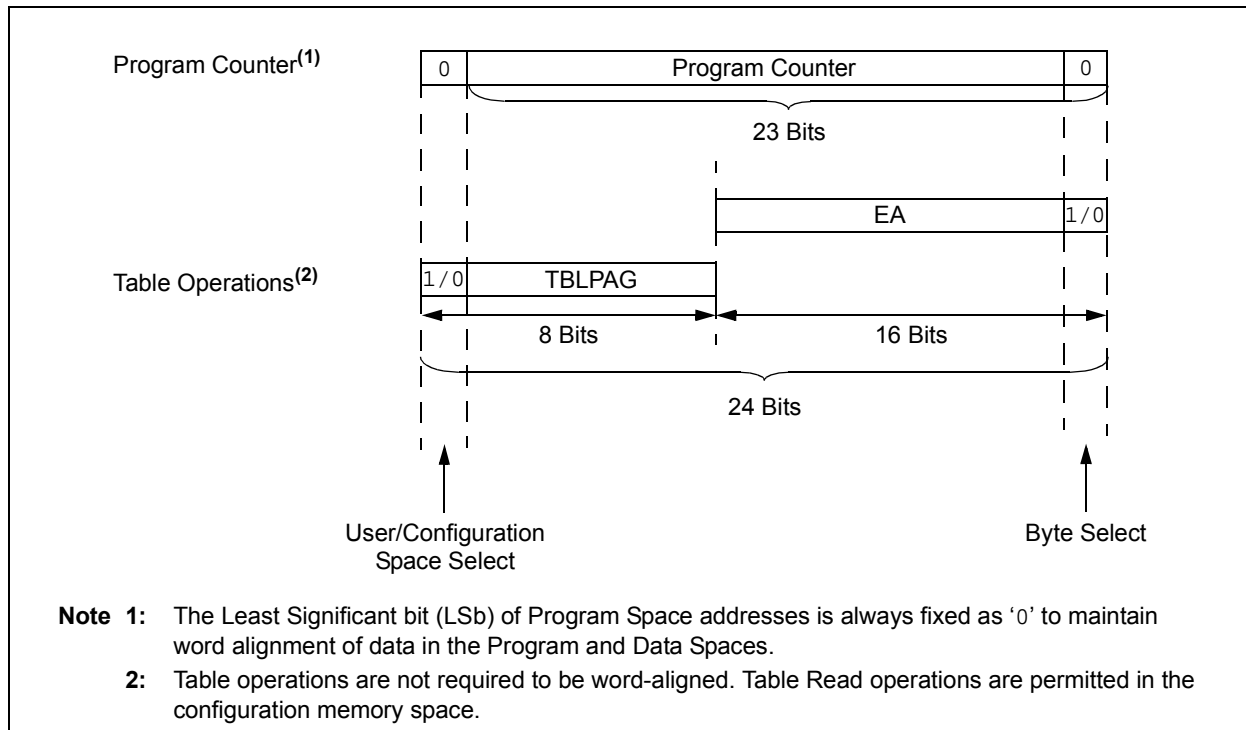 Program Counter(1)
0
Program Counter
0
23 Bits
EA
1/0
Table Operations(2)
1/0
TBLPAG
8 Bits
16 Bits
24 Bits
User/Configuration
Space Select
Byte Select
Note 1: The Least Significant bit (LSb) of Program Space addresses is always fixed as ‘0’ to maintain
word alignment of data in the Program and Data Spaces.
2: Table operations are not required to be word-aligned. Table Read operations are permitted in the
configuration memory space.